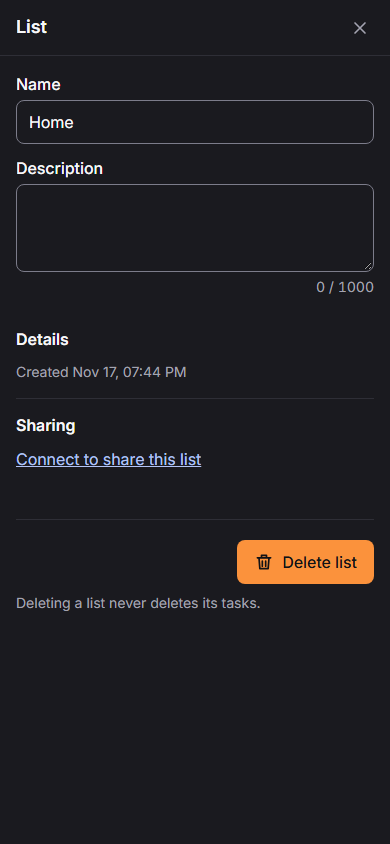 List
Name
Home
Description
0 / 1000
Details
Created Nov 17, 07:44 PM
Sharing
Connect to share this list
Delete list
Deleting a list never deletes its tasks.